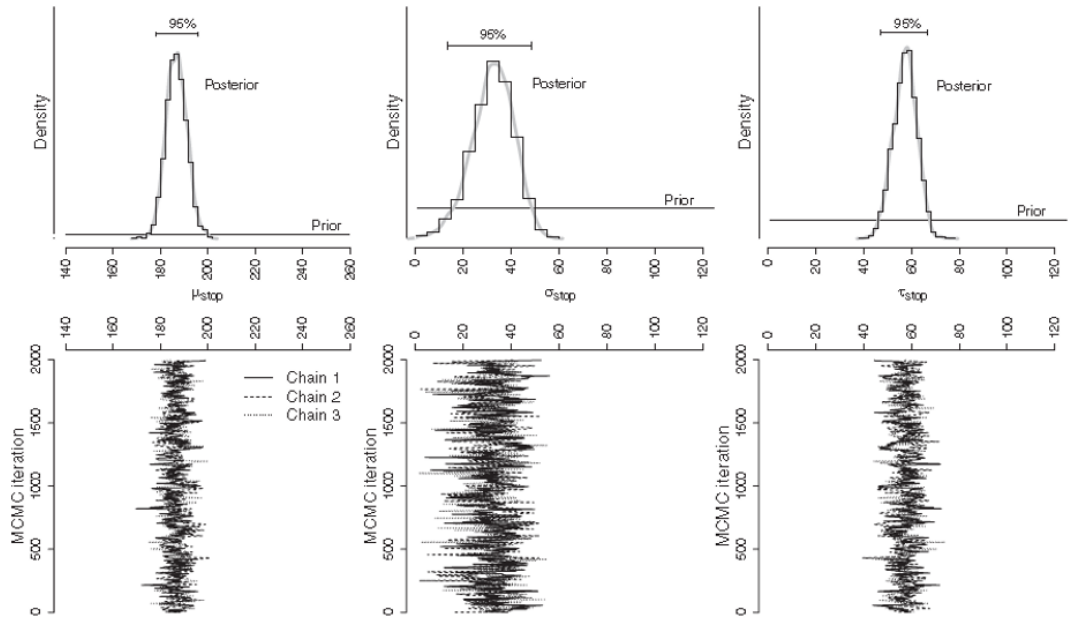 95%
Posterior
Prior
Density
140 160 180 200 220 240 260
μstop
95%
Posterior
Prior
Density
0 20 40 60 80 100 120
σstop
95%
Posterior
Prior
Density
0 20 40 60 80 100 120
τstop
140 160 180 200 220 240 260
0 500 1000 1500 2000
MCMC iteration
Chain 1
Chain 2
Chain 3
0 20 40 60 80 100 120
0 500 1000 1500 2000
MCMC iteration
0 20 40 60 80 100 120
0 500 1000 1500 2000
MCMC iteration